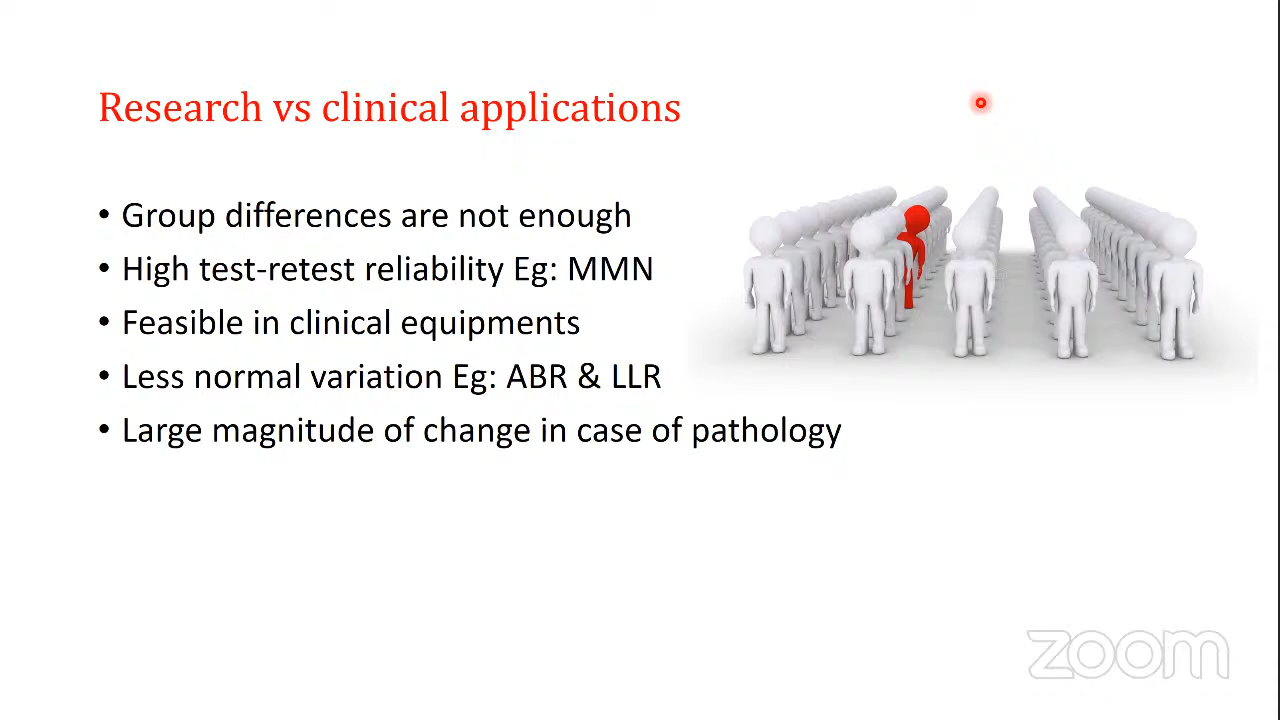 Research vs clinical applications
• Group differences are not enough
• High test-retest reliability Eg: MMN
• Feasible in clinical equipments
• Less normal variation Eg: ABR & LLR
• Large magnitude of change in case of pathology
zoom